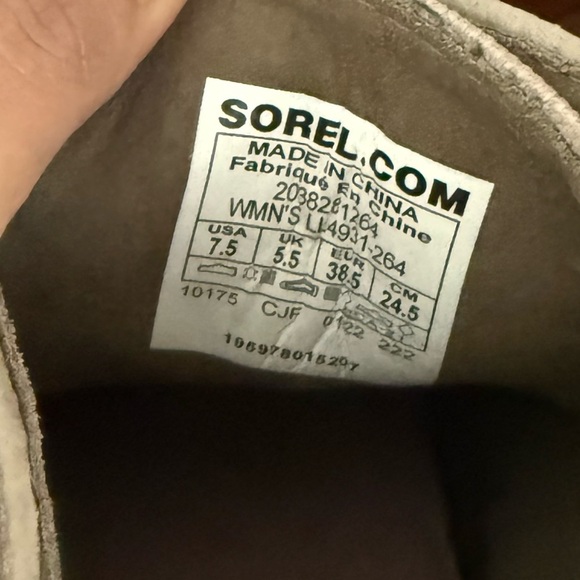 SOREL.COM
MADE IN CHINA
Fabriqué En Chine
2038281264
WMN'S LL4931-264
USA UK EUR CM
7.5 5.5 38.5 24.5
10175 CJF 0122 222